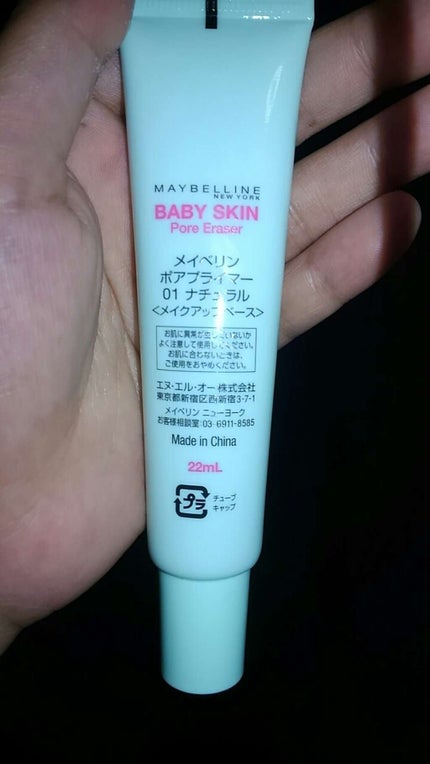 MAYBELLINE
NEW YORK
BABY SKIN
Pore Eraser
メイベリン
ポアプライマー
01 ナチュラル
<メイクアップベース>
お肌に異常が生じていないか
よく注意して使用してください。
お肌に合わないときは、
ご使用をおやめください。
エヌ・エル・オー株式会社
東京都新宿区西新宿3-7-1
メイベリン ニューヨーク
お客様相談室:03-6911-8585
Made in China
22mL
プラ
チューブ
キャップ